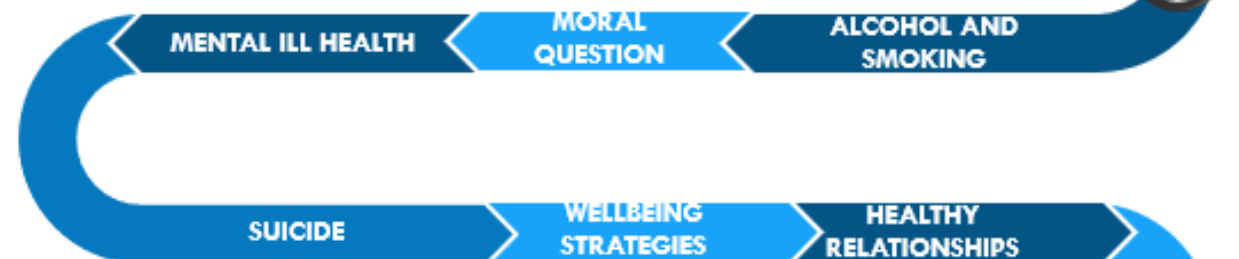 MENTAL ILL HEALTH
MORAL
QUESTION
ALCOHOL AND
SMOKING
SUICIDE
WELLBEING
STRATEGIES
HEALTHY
RELATIONSHIPS